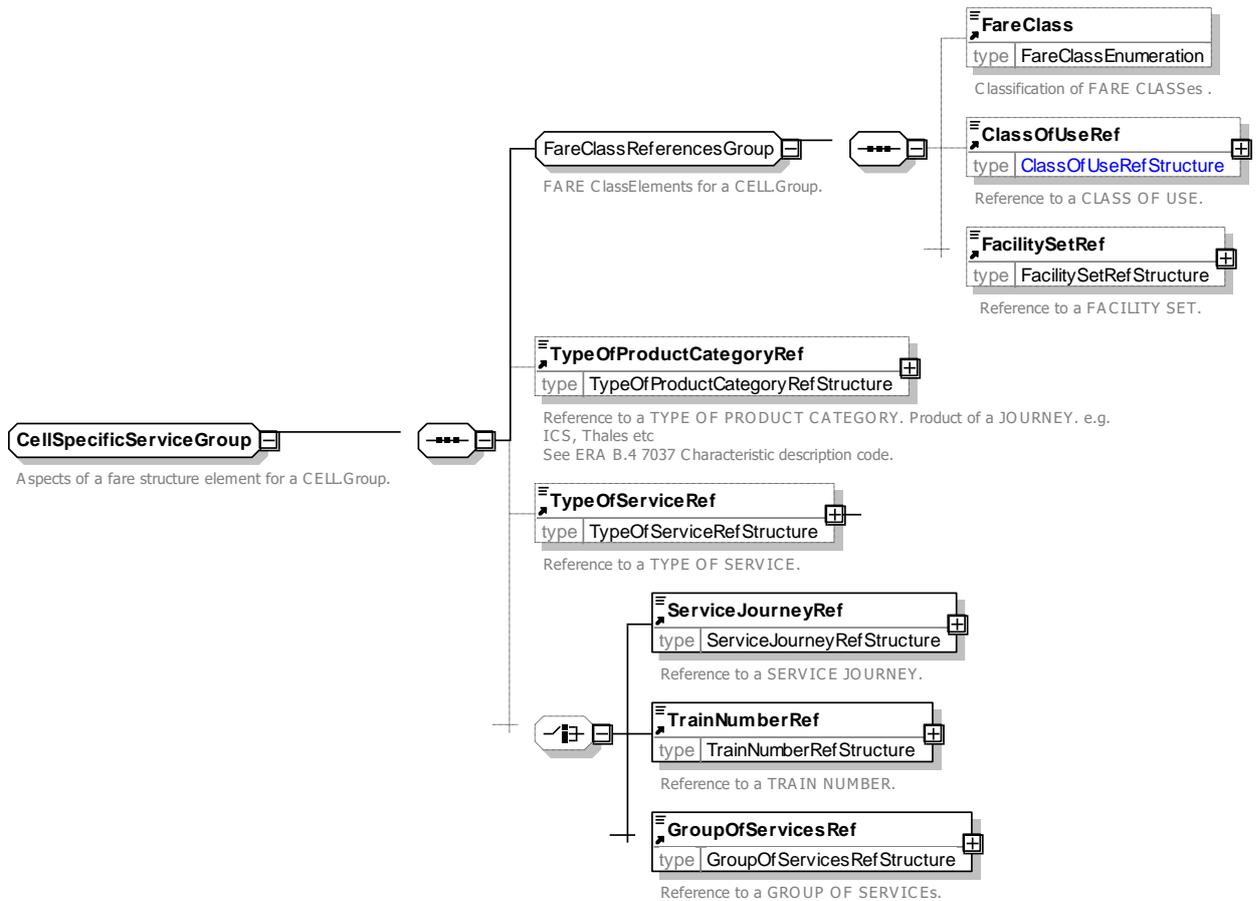 FareClass
type FareClassEnumeration
Classification of FARE CLASSes .
ClassOfUseRef
type ClassOfUseRefStructure
Reference to a CLASS OF USE.
FacilitySetRef
type FacilitySetRefStructure
Reference to a FACILITY SET.
FareClassReferencesGroup
FARE ClassElements for a CELL.Group.
TypeOfProductCategoryRef
type TypeOfProductCategoryRefStructure
Reference to a TYPE OF PRODUCT CATEGORY. Product of a JOURNEY. e.g.
ICS, Thales etc
See ERA B.4 7037 Characteristic description code.
CellSpecificServiceGroup
Aspects of a fare structure element for a CELL.Group.
TypeOfServiceRef
type TypeOfServiceRefStructure
Reference to a TYPE OF SERVICE.
ServiceJourneyRef
type ServiceJourneyRefStructure
Reference to a SERVICE JOURNEY.
TrainNumberRef
type TrainNumberRefStructure
Reference to a TRAIN NUMBER.
GroupOfServicesRef
type GroupOfServicesRefStructure
Reference to a GROUP OF SERVICEs.